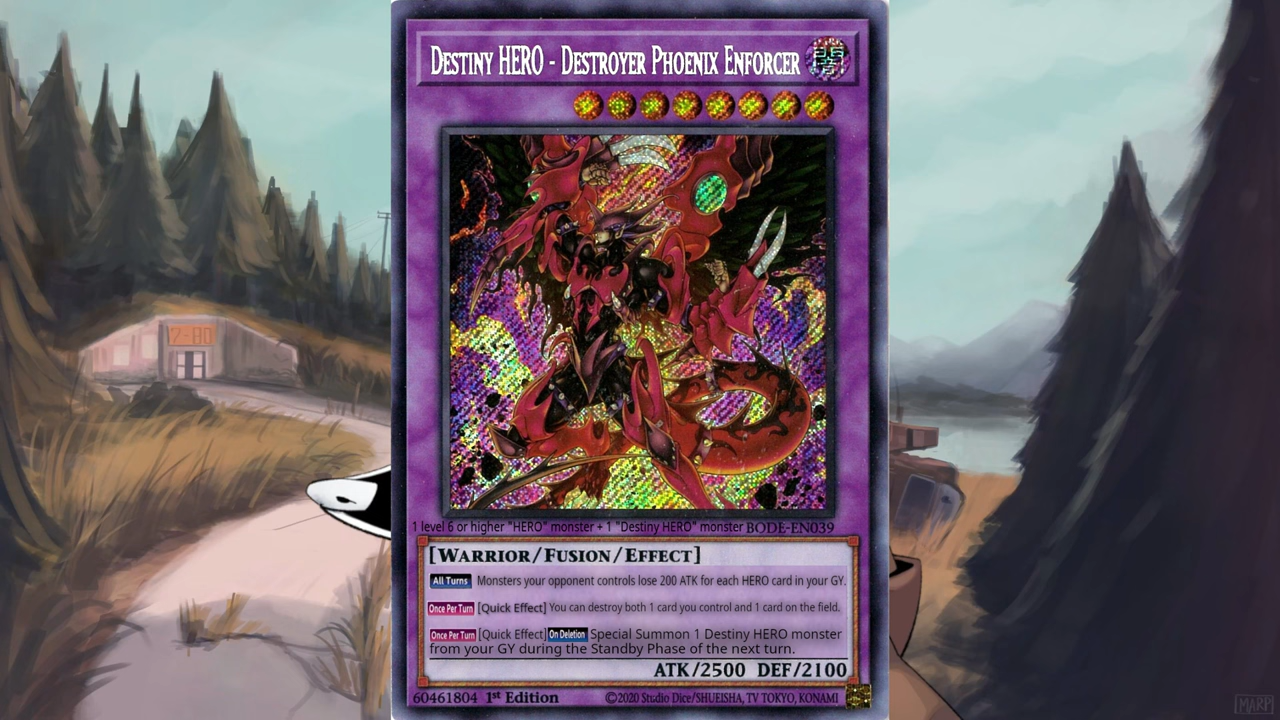 DESTINY HERO - DESTROYER PHOENIX ENFORCER
7-BD
1 level 6 or higher "HERO" monster + 1 "Destiny HERO" monster BODE-EN039
[WARRIOR/FUSION/EFFECT]
All Turns Monsters your opponent controls lose 200 ATK for each HERO card in your GY.
Once Per Turn [Quick Effect] You can destroy both 1 card you control and 1 card on the field.
Once Per Turn [Quick Effect] On Deletion Special Summon 1 Destiny HERO monster
from your GY during the Standby Phase of the next turn.
ATK/2500 DEF/2100
60461804 1st Edition ©2020 Studio Dice/SHUEISHA, TV TOKYO, KONAMI
MARP